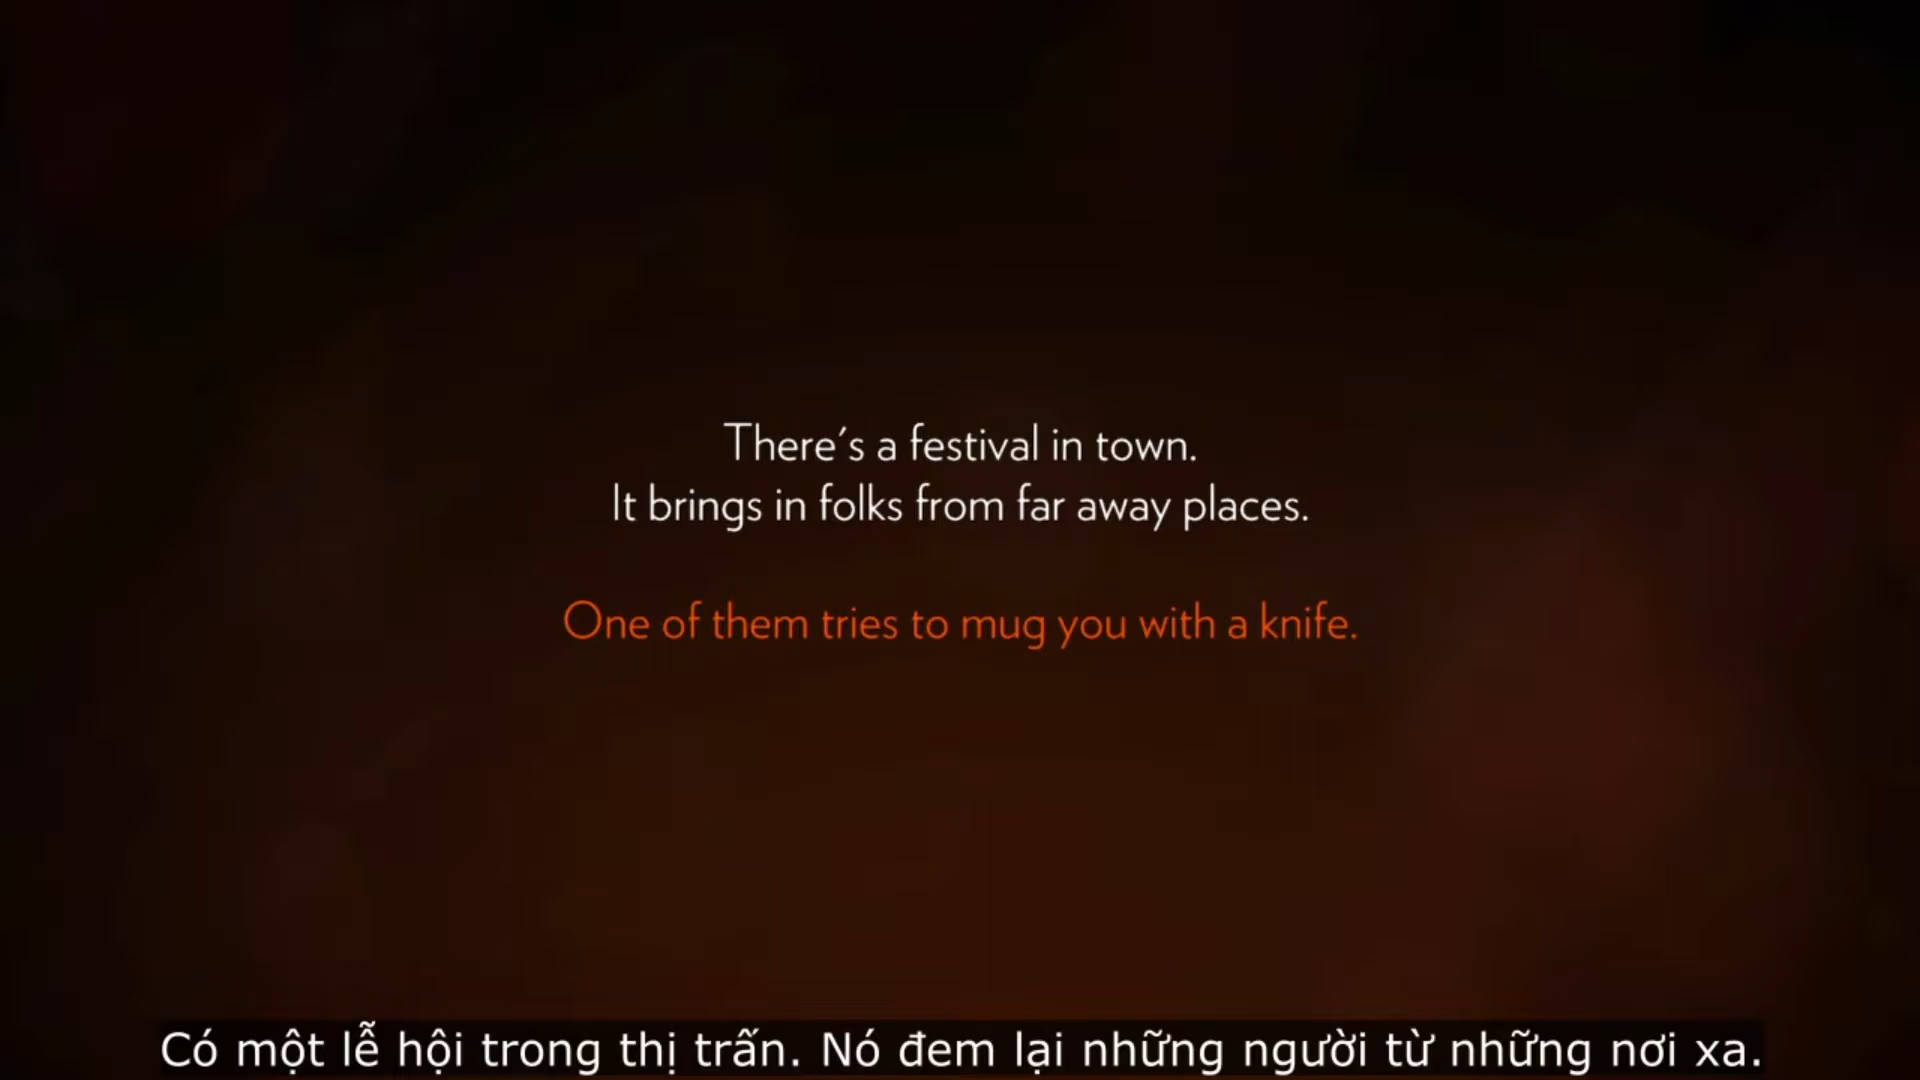 There's a festival in town.
It brings in folks from far away places.
One of them tries to mug you with a knife.
Có một lễ hội trong thị trấn. Nó đem lại những người từ những nơi xa.